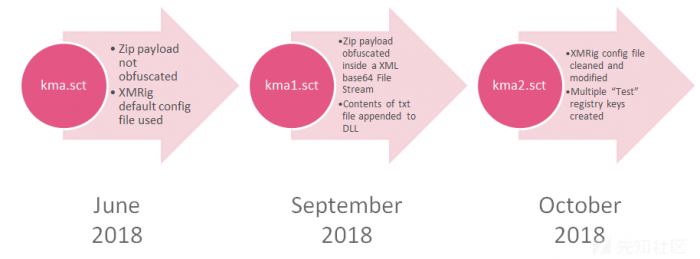 kma.sct
• Zip payload
not
obfuscated
• XMRig
default config
file used
kma1.sct
•Zip payload
obfuscated
inside a XML
base64 File
Stream
•Contents of txt
file appended to
DLL
kma2.sct
•XMRig config file
cleaned and
modified
•Multiple “Test”
registry keys
created
June
2018
September
2018
October
2018
先知社区